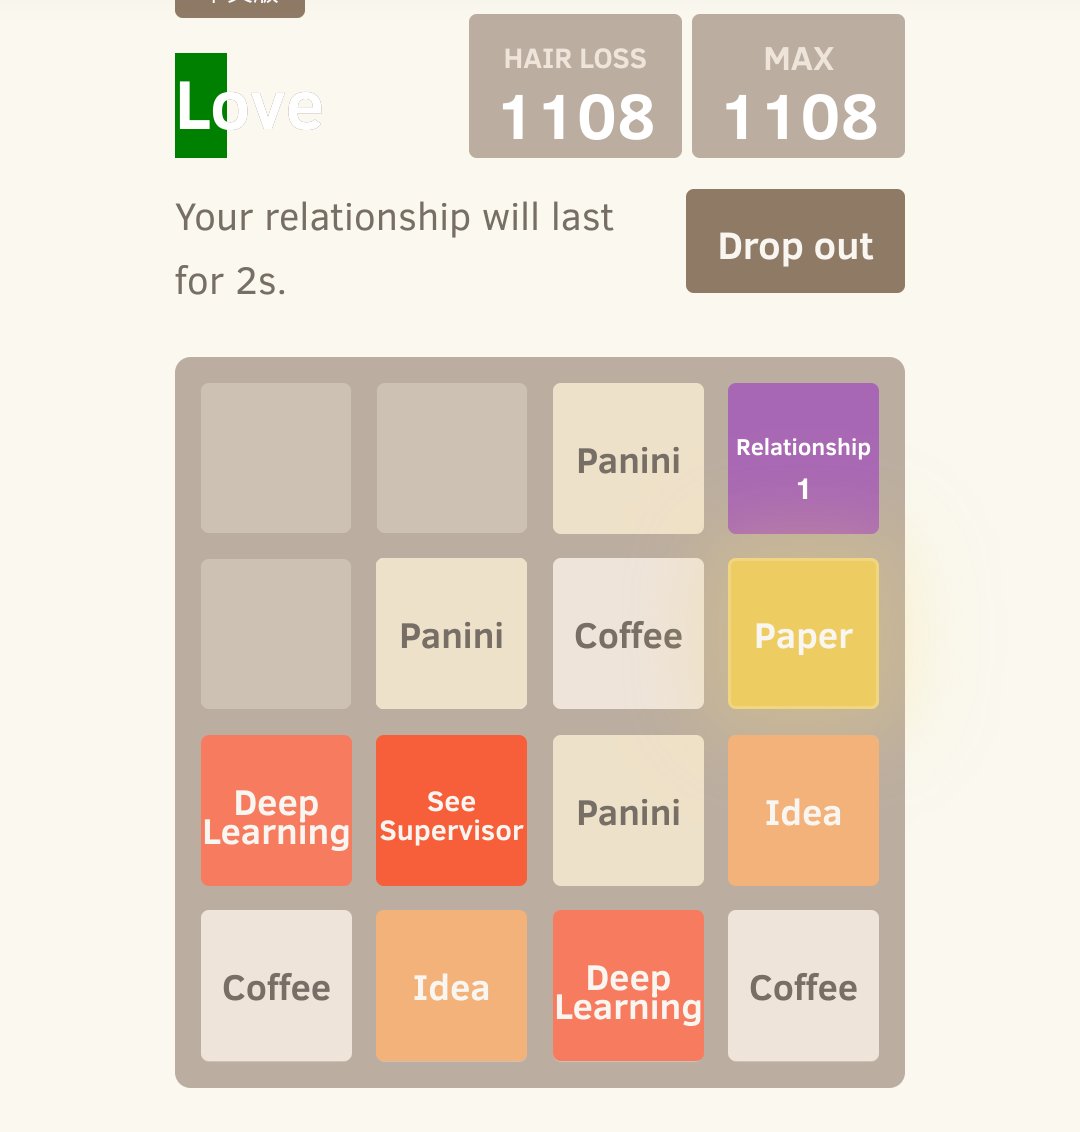 Love
HAIR LOSS
1108
MAX
1108
Your relationship will last
for 2s.
Drop out
Panini
Relationship
1
Panini
Coffee
Paper
Deep
Learning
See
Supervisor
Panini
Idea
Coffee
Idea
Deep
Learning
Coffee